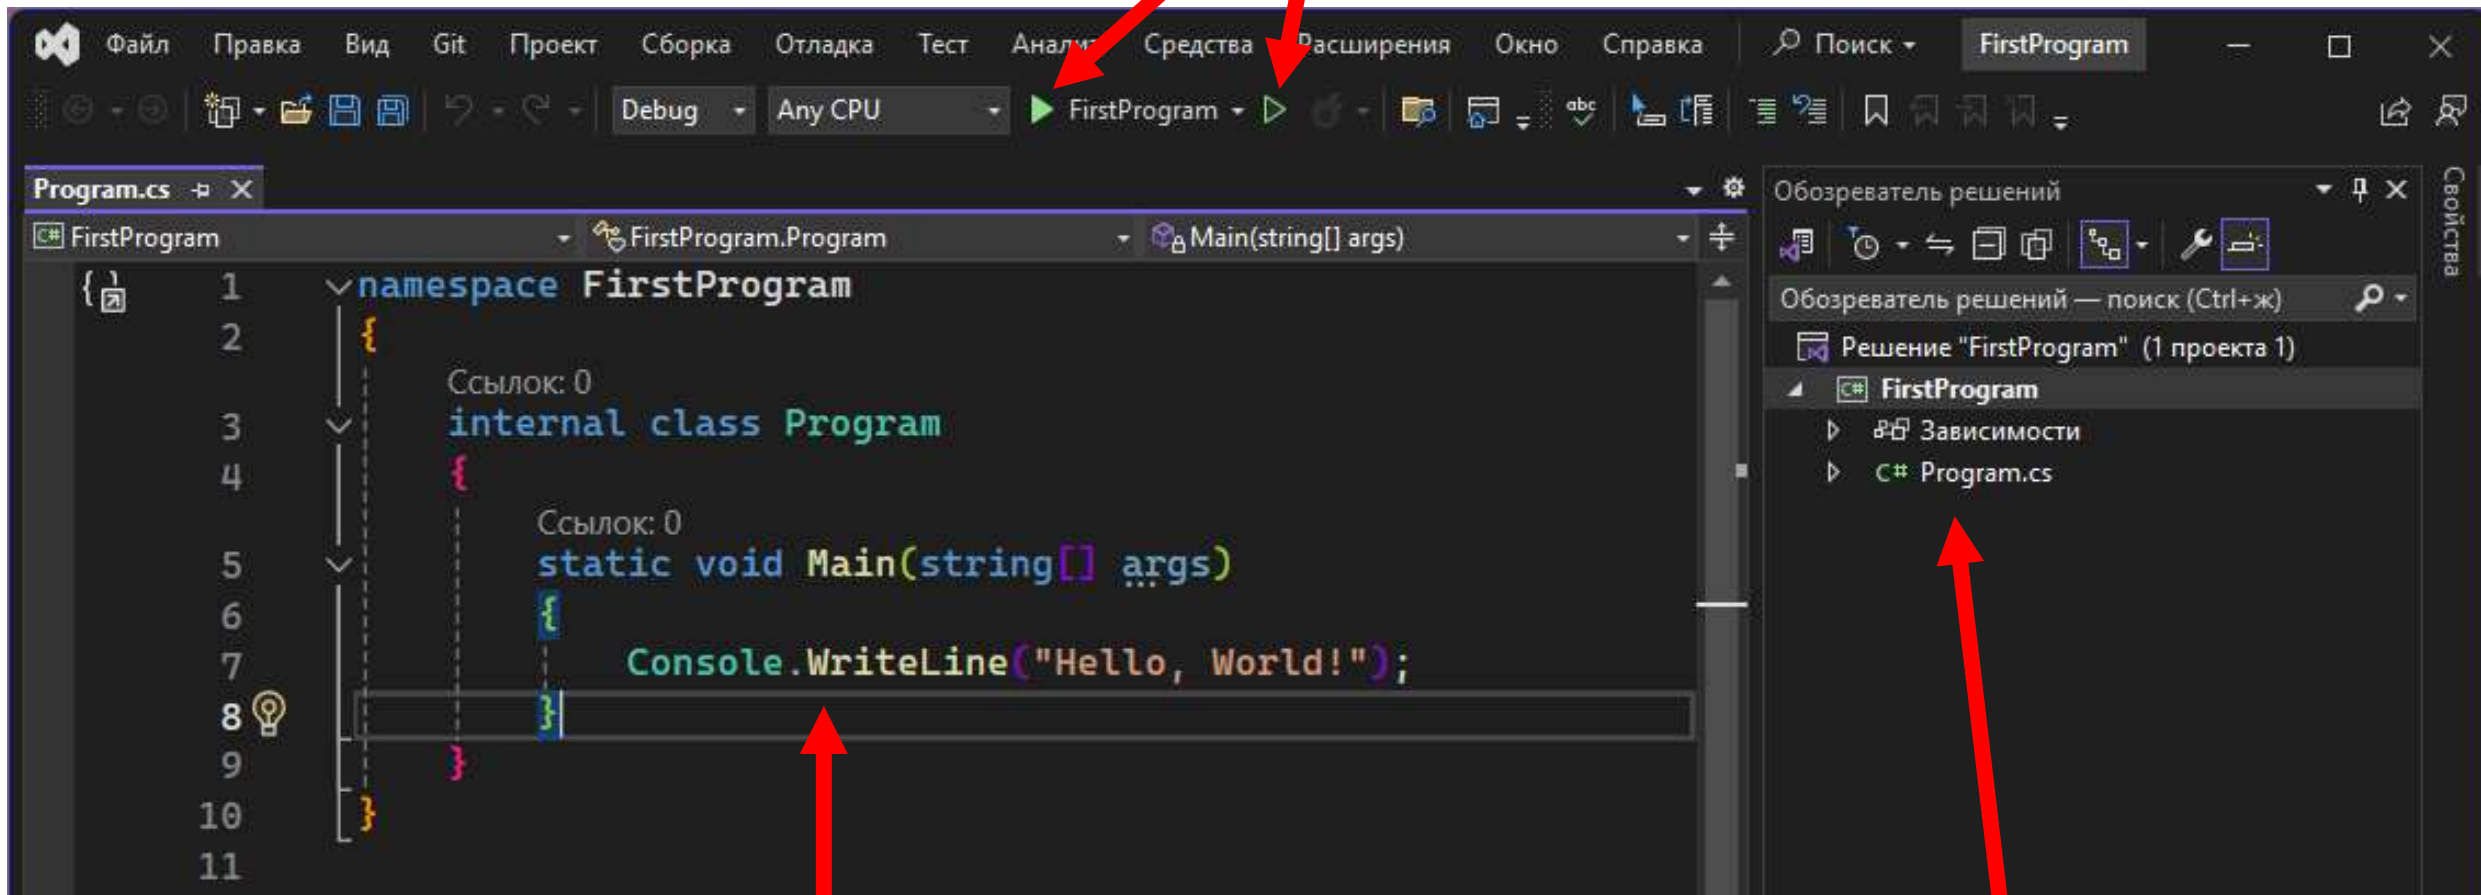 Файл Правка Вид Git Проект Сборка Отладка Тест Средства Расширения Окно Справка Поиск FirstProgram
Debug Any CPU FirstProgram abc
Program.cs
FirstProgram FirstProgram.Program Main(string[] args)
1 namespace FirstProgram
2 {
Ссылок: 0
3 internal class Program
4 {
Ссылок: 0
5 static void Main(string[] args)
6 {
7 Console.WriteLine("Hello, World!");
8 }
9 }
10 }
11
Обозреватель решений
Обозреватель решений — поиск (Ctrl+ж)
Решение "FirstProgram" (1 проекта 1)
C# FirstProgram
Зависимости
C# Program.cs
Свойства